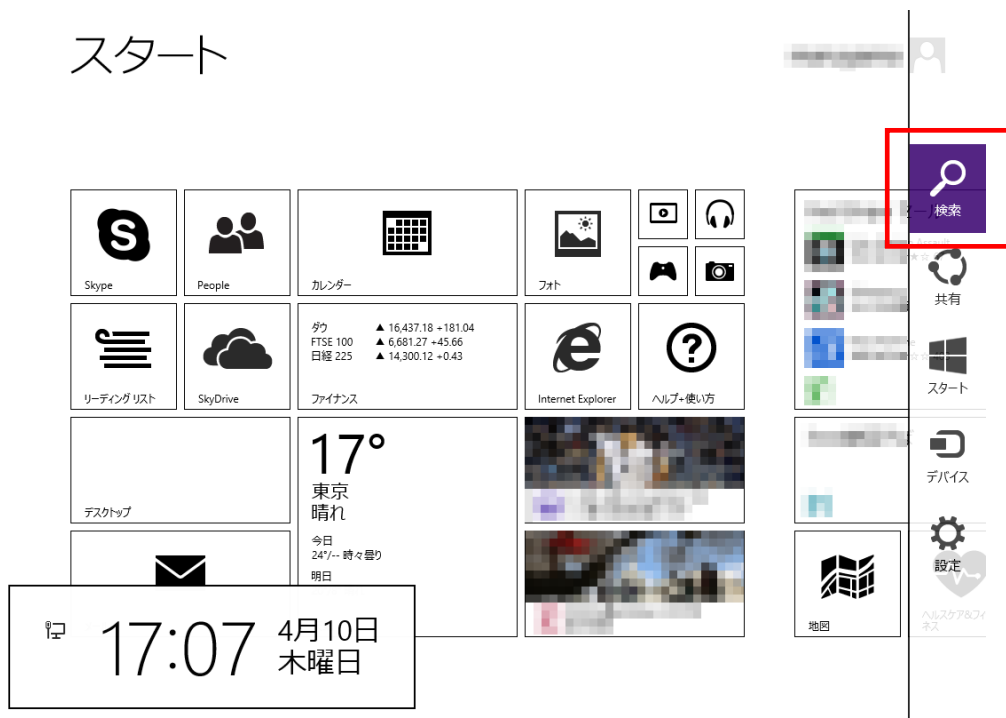 スタート
検索
共有
スタート
デバイス
設定
Skype
People
カレンダー
フォト
リーディング リスト
SkyDrive
ダウ ▲ 16,437.18 +181.04
FTSE 100 ▲ 6,681.27 +45.66
日経 225 ▲ 14,300.12 +0.43
ファイナンス
Internet Explorer
ヘルプ+使い方
デスクトップ
17°
東京
晴れ
今日
24°/-- 時々曇り
明日
地図
ヘルスケア&フィ
ネス
17:07
4月10日
木曜日